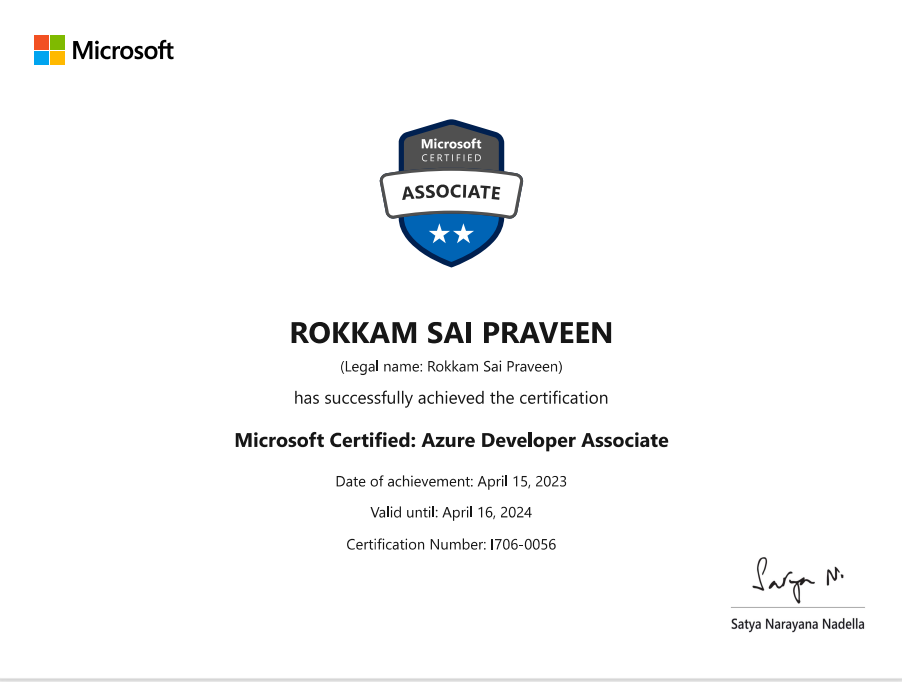 Microsoft
Microsoft
CERTIFIED
ASSOCIATE
ROKKAM SAI PRAVEEN
(Legal name: Rokkam Sai Praveen)
has successfully achieved the certification
Microsoft Certified: Azure Developer Associate
Date of achievement: April 15, 2023
Valid until: April 16, 2024
Certification Number: I706-0056
Satya N.
Satya Narayana Nadella